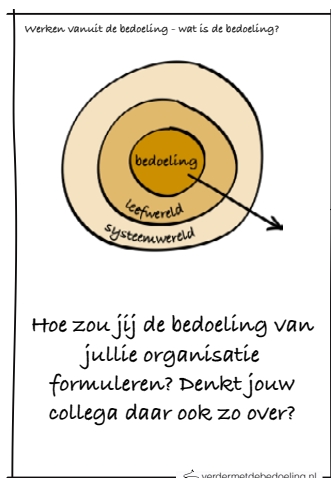 Werken vanuit de bedoeling - wat is de bedoeling?
bedoeling
leefwereld
systeemwereld
Hoe zou jij de bedoeling van
jullie organisatie
formuleren? Denkt jouw
collega daar ook zo over?
verdermetdebedoeling.nl